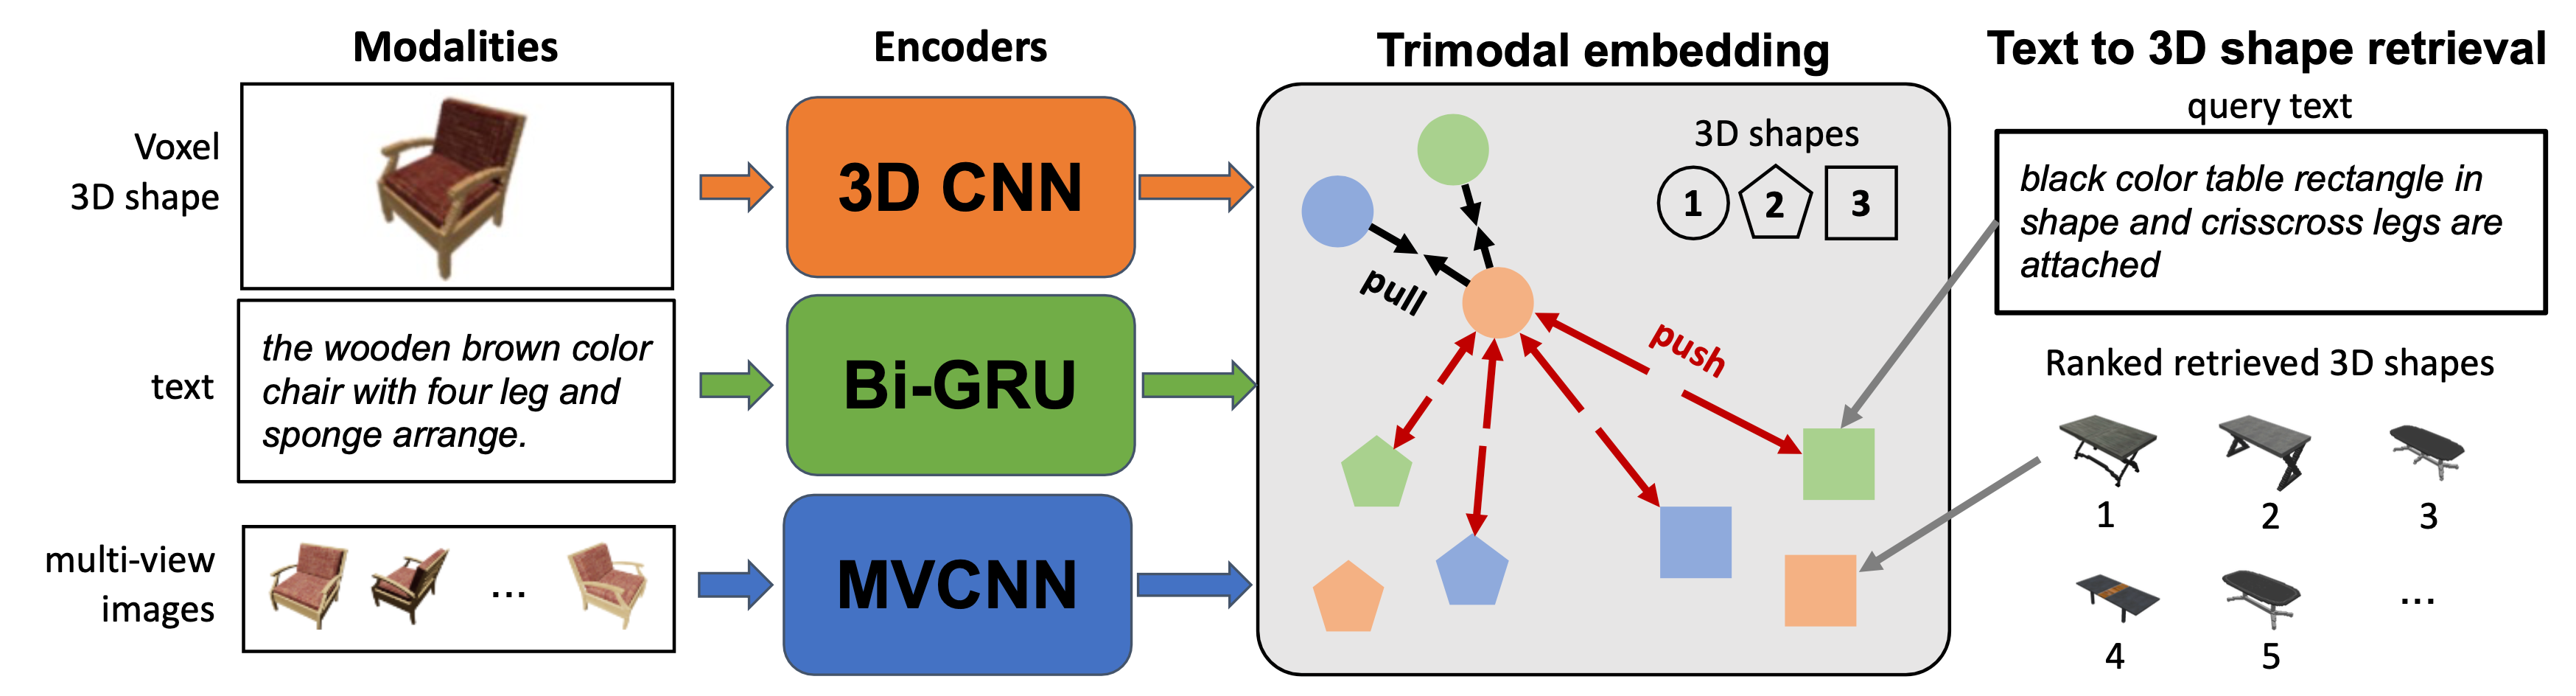 Modalities
Encoders
Trimodal embedding
Text to 3D shape retrieval
Voxel
3D shape
3D CNN
text
the wooden brown color
chair with four leg and
sponge arrange.
Bi-GRU
multi-view
images
...
MVCNN
3D shapes
1 2 3
pull
push
query text
black color table rectangle in
shape and crisscross legs are
attached
Ranked retrieved 3D shapes
1 2 3
4 5 ...